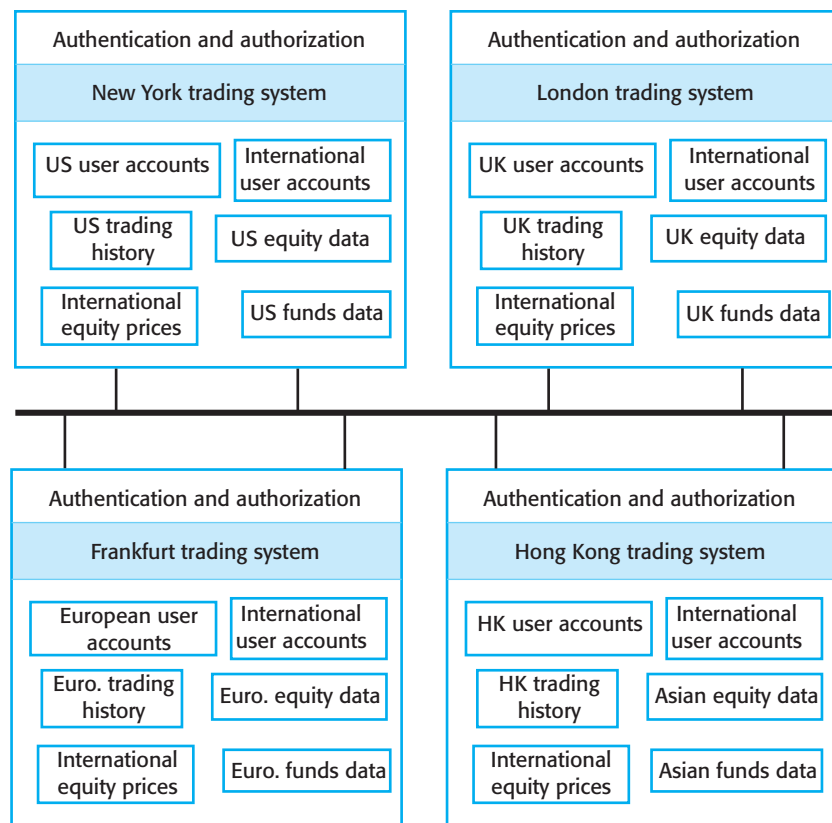 Authentication and authorization
New York trading system
US user accounts
International
user accounts
US trading
history
US equity data
International
equity prices
US funds data
Authentication and authorization
London trading system
UK user accounts
International
user accounts
UK trading
history
UK equity data
International
equity prices
UK funds data
Authentication and authorization
Frankfurt trading system
European user
accounts
International
user accounts
Euro. trading
history
Euro. equity data
International
equity prices
Euro. funds data
Authentication and authorization
Hong Kong trading system
HK user accounts
International
user accounts
HK trading
history
Asian equity data
International
equity prices
Asian funds data